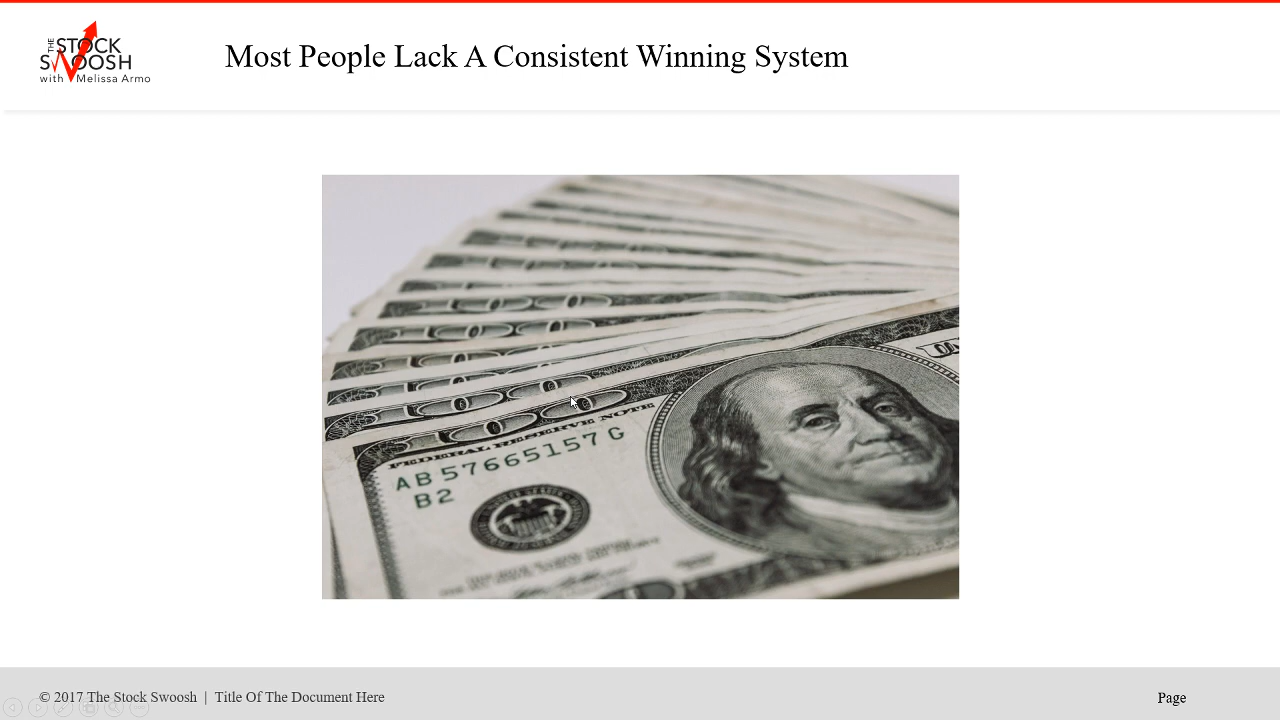 THE STOCK
SWOOSH
with Melissa Armo
Most People Lack A Consistent Winning System
FEDERAL RESERVE NOTE
AB 57665157 G
B2
© 2017 The Stock Swoosh | Title Of The Document Here
Page